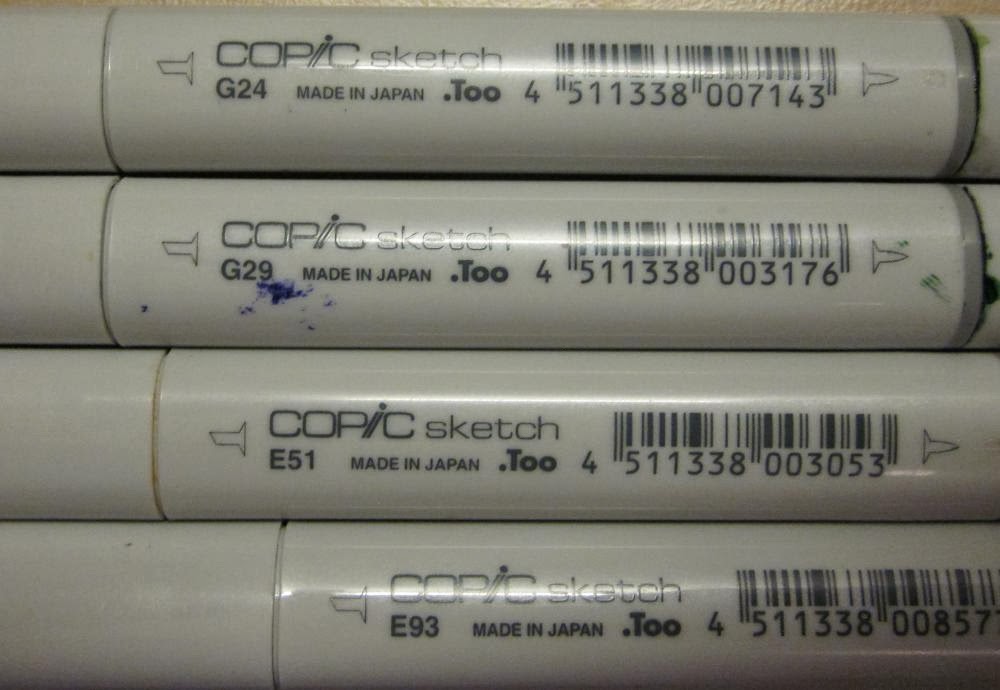 COPiC sketch
G24 MADE IN JAPAN .Too 4 511338 007143
COPiC sketch
G29 MADE IN JAPAN .Too 4 511338 003176
COPiC sketch
E51 MADE IN JAPAN .Too 4 511338 003053
COPiC sketch
E93 MADE IN JAPAN .Too 4 511338 00857